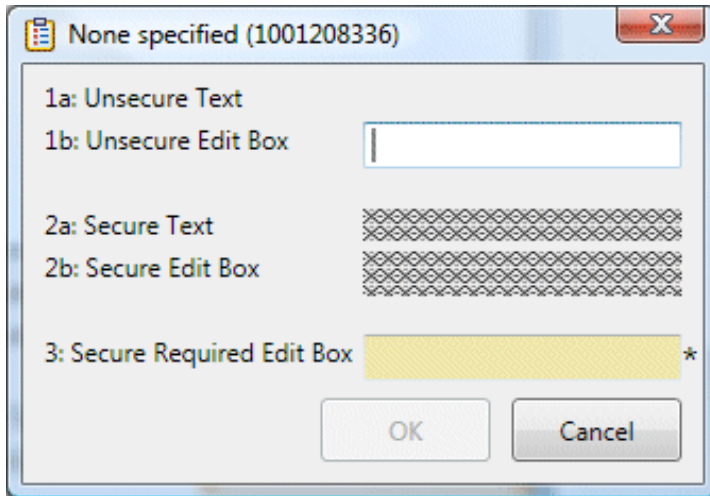 None specified (1001208336)
1a: Unsecure Text
1b: Unsecure Edit Box
2a: Secure Text
2b: Secure Edit Box
3: Secure Required Edit Box *
OK Cancel